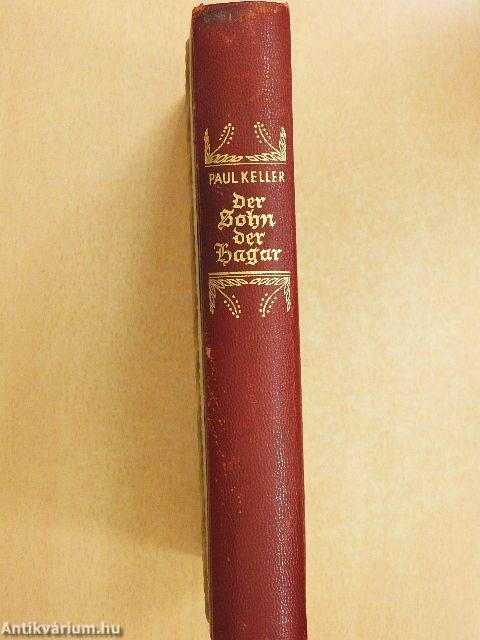 PAUL KELLER
Der
Sohn
der
Hagar
Antikvárium.hu